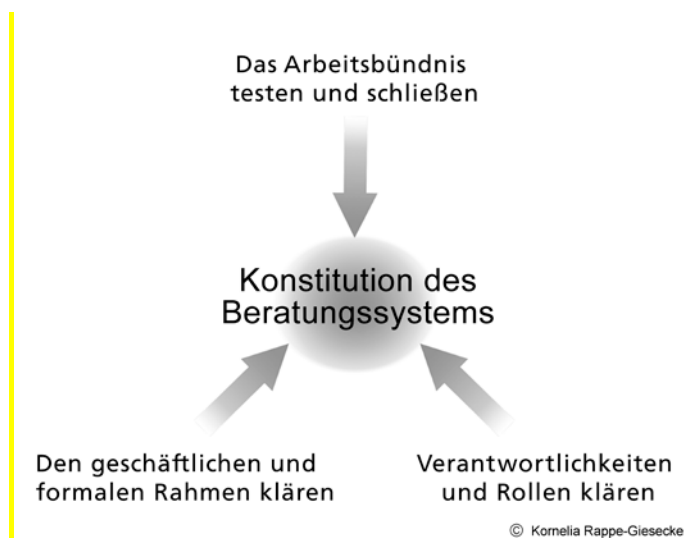 Das Arbeitsbündnis
testen und schließen
Konstitution des
Beratungssystems
Den geschäftlichen und
formalen Rahmen klären
Verantwortlichkeiten
und Rollen klären
© Kornelia Rappe-Giesecke